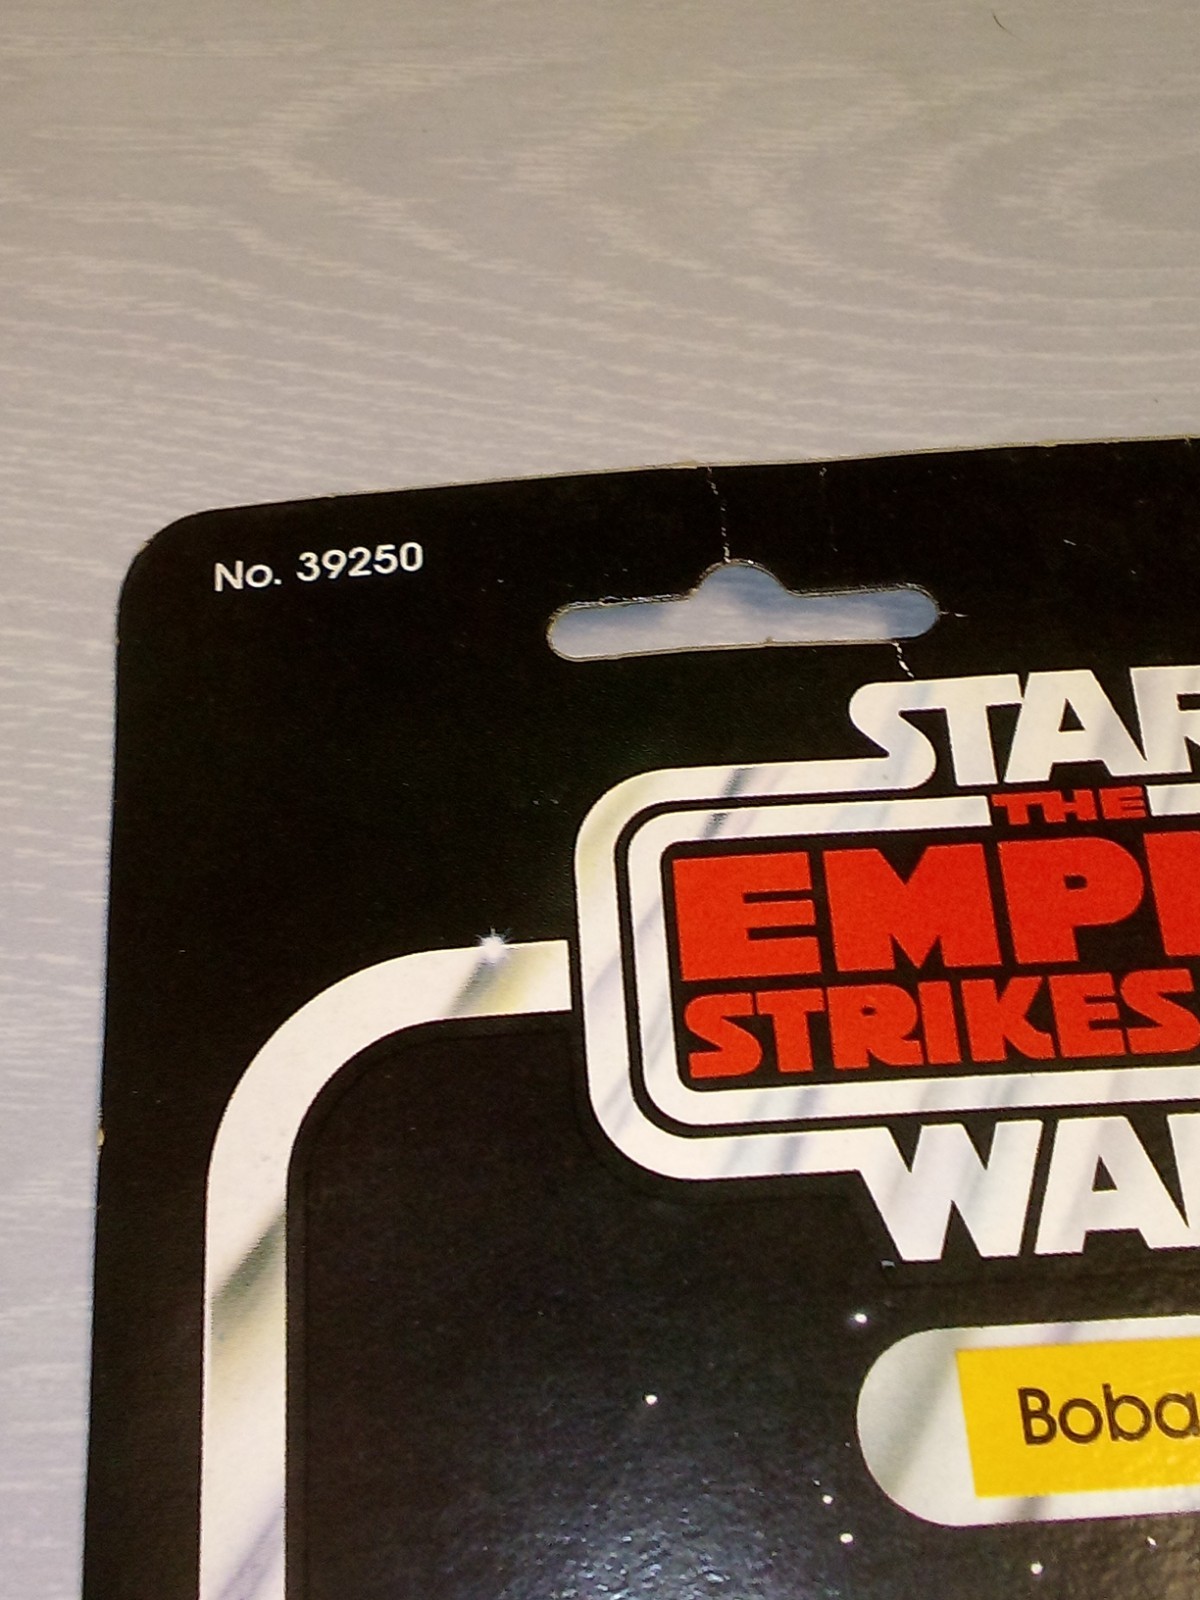 No. 39250
STAR
THE
EMP
STRIKES
WA
Boba